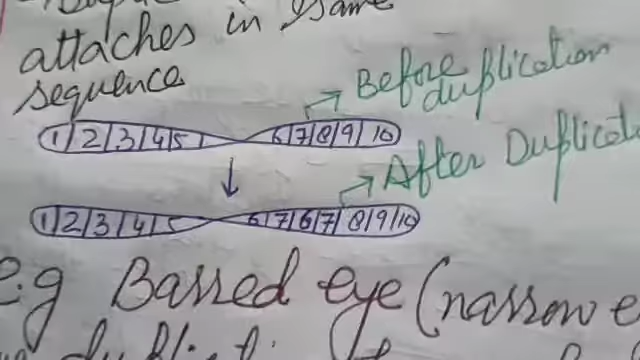 attaches in same
sequence
Before
duplication
1 2 3 4 5 6 7 8 9 10
After Duplicat
1 2 3 4 5 6 7 6 7 8 9 10
e.g Barred eye (narrow e